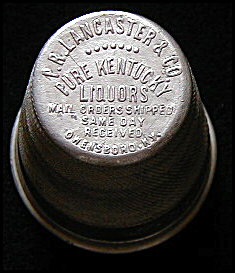 A.R. LANCASTER & CO.
PURE KENTUCKY
LIQUORS
MAIL ORDERS SHIPPED
SAME DAY
RECEIVED.
OWENSBORO, KY.